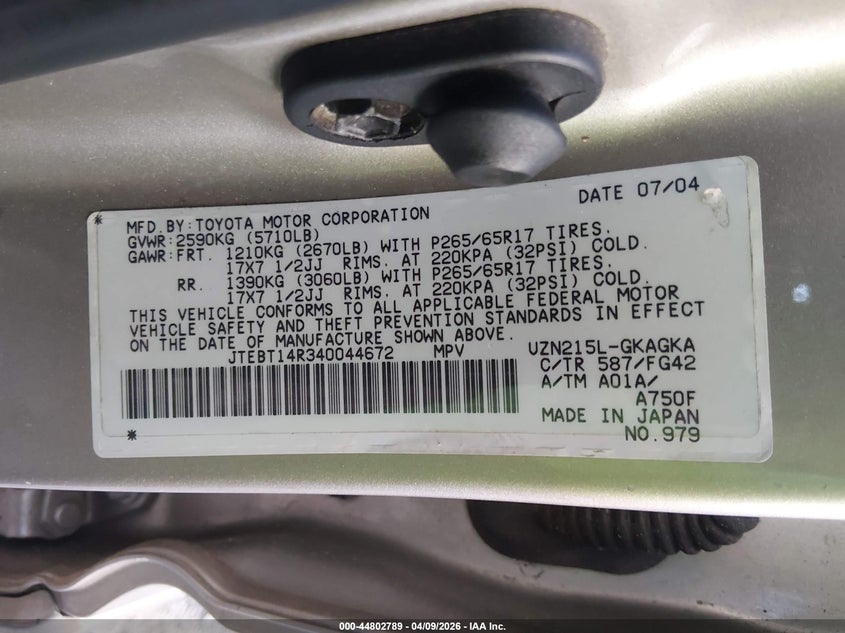 DATE 07/04
MFD.BY:TOYOTA MOTOR CORPORATION
GVWR:2590KG (5710LB)
GAWR:FRT. 1210KG (2670LB) WITH P265/65R17 TIRES.
17X7 1/2JJ RIMS. AT 220KPA (32PSI) COLD.
RR. 1390KG (3060LB) WITH P265/65R17 TIRES.
17X7 1/2JJ RIMS. AT 220KPA (32PSI) COLD.
THIS VEHICLE CONFORMS TO ALL APPLICABLE FEDERAL MOTOR
VEHICLE SAFETY AND THEFT PREVENTION STANDARDS IN EFFECT
ON THE DATE OF MANUFACTURE SHOWN ABOVE.
JTEBT14R340044672 MPV VZN215L-GKAGKA
C/TR 587/FG42
A/TM A01A/
A750F
MADE IN JAPAN
NO.979
000-44802789 - 04/09/2026 - IAA Inc.